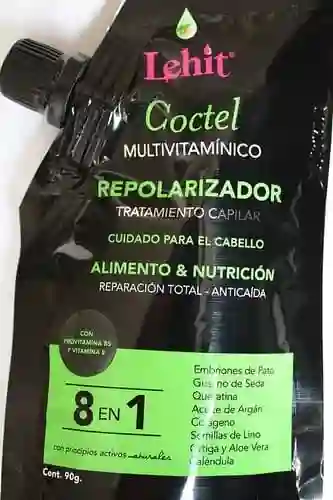 Lehit
Coctel
MULTIVITAMÍNICO
REPOLARIZADOR
TRATAMIENTO CAPILAR
CUIDADO PARA EL CABELLO
ALIMENTO & NUTRICIÓN
REPARACIÓN TOTAL - ANTICAÍDA
CON
PROVITAMINA B5
Y VITAMINA E
8 EN 1
con principios activos naturales
Embriones de Pato
Gusano de Seda
Queratina
Aceite de Argán
Colágeno
Semillas de Lino
Ortiga y Aloe Vera
Caléndula
Cont. 90g.